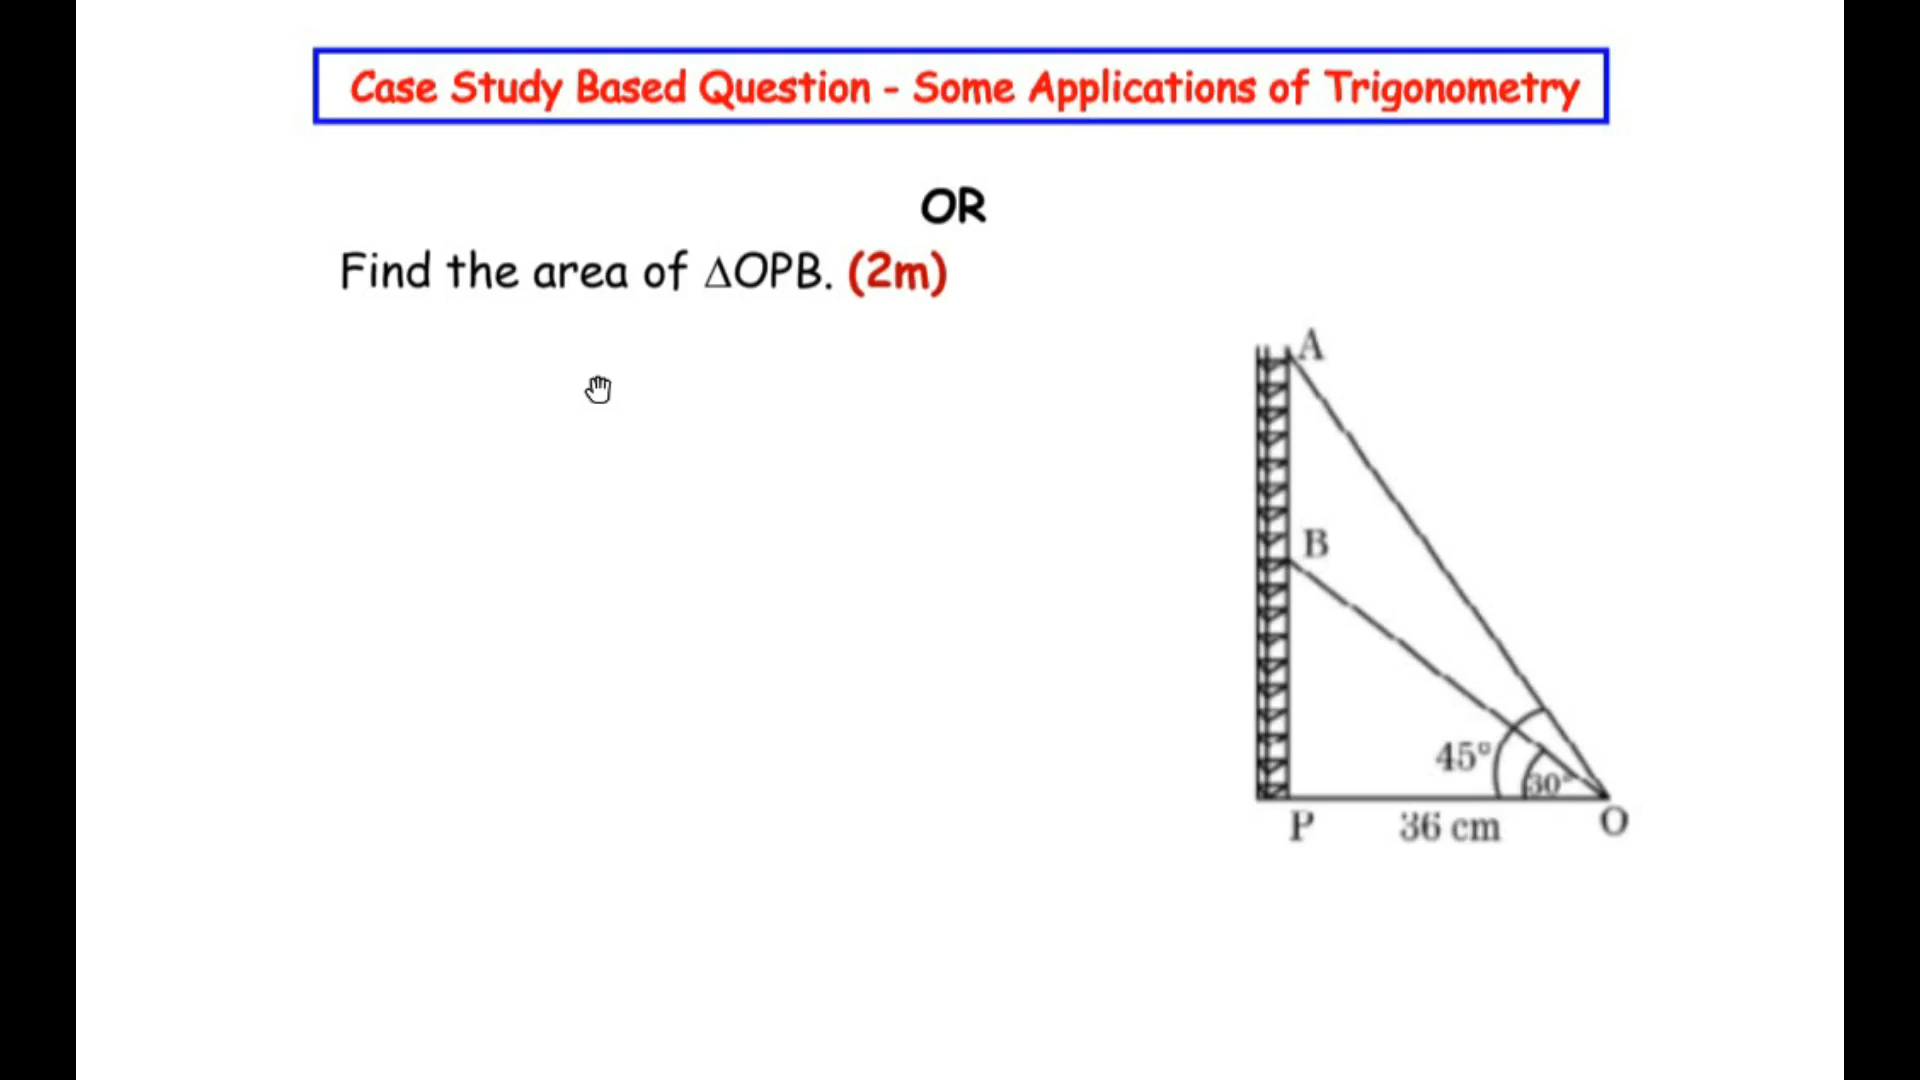 Case Study Based Question - Some Applications of Trigonometry
OR
Find the area of ΔOPB. (2m)
A
B
45°
30°
P
36 cm
O